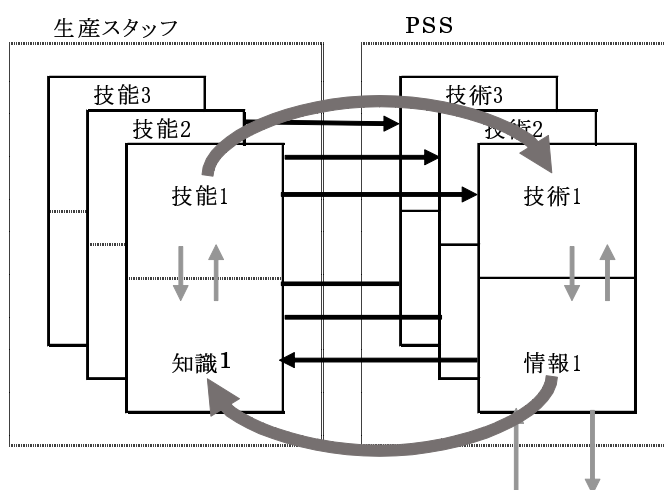 生産スタッフ
PSS
技能3
技術3
技能2
技術2
技能1
技術1
知識1
情報1